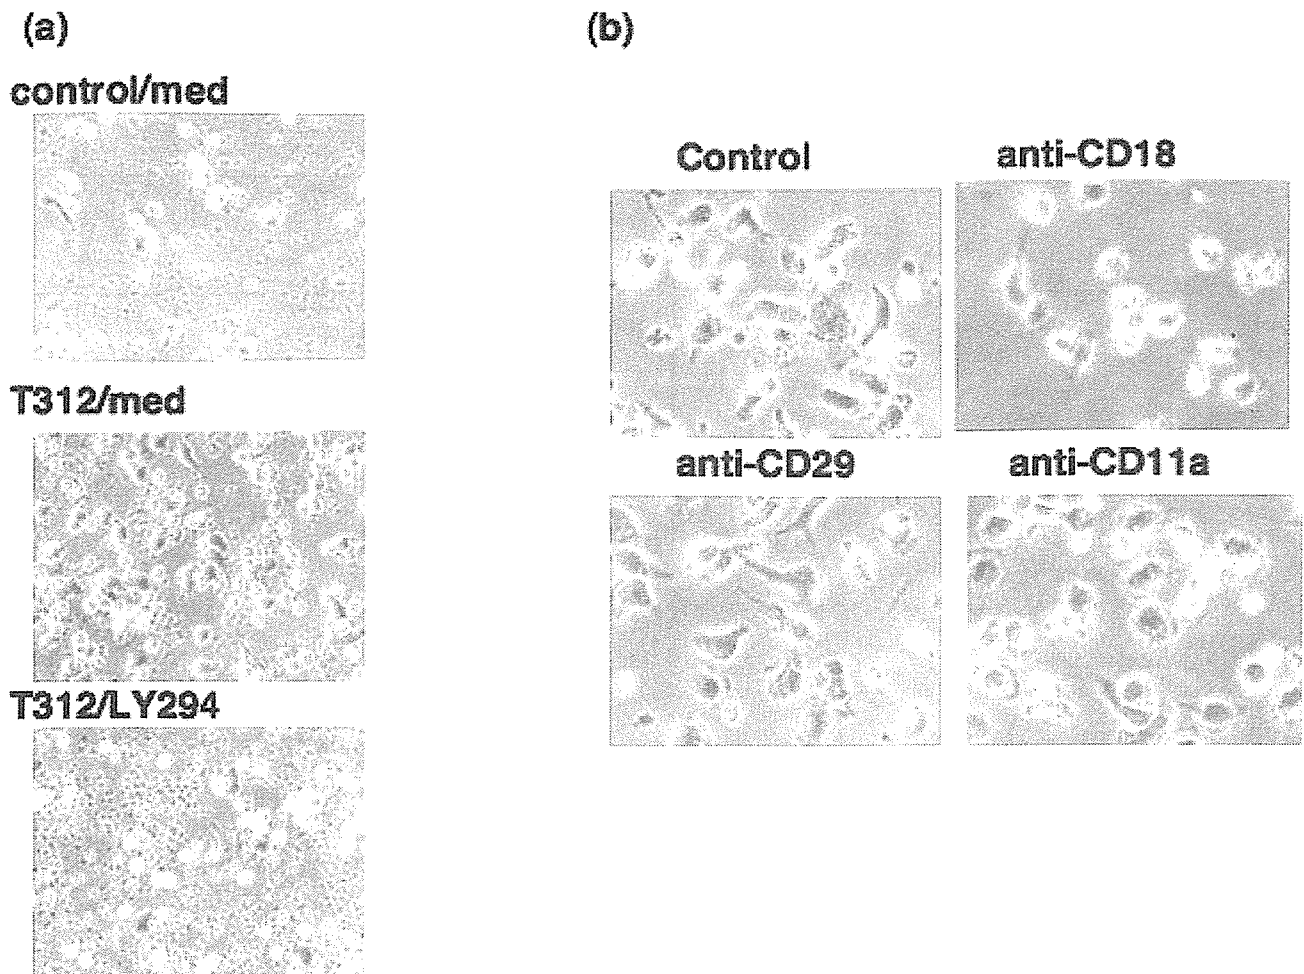 (a)
control/med
T312/med
T312/LY294
(b)
Control
anti-CD18
anti-CD29
anti-CD11a